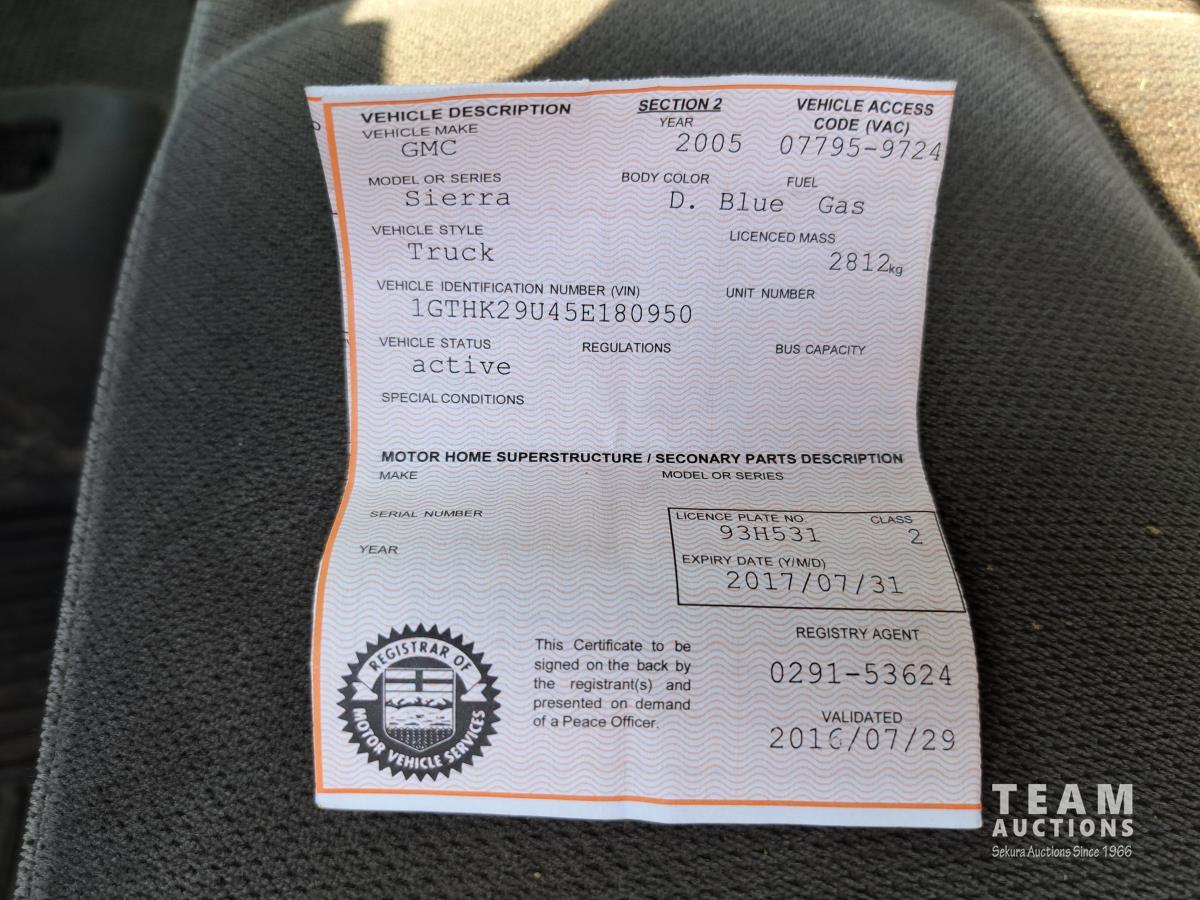 VEHICLE DESCRIPTION SECTION 2 VEHICLE ACCESS CODE (VAC)
VEHICLE MAKE YEAR
GMC 2005 07795-9724
MODEL OR SERIES BODY COLOR FUEL
Sierra D. Blue Gas
VEHICLE STYLE LICENCED MASS
Truck 2812kg
VEHICLE IDENTIFICATION NUMBER (VIN) UNIT NUMBER
1GTHK29U45E180950
VEHICLE STATUS REGULATIONS BUS CAPACITY
active
SPECIAL CONDITIONS
MOTOR HOME SUPERSTRUCTURE / SECONARY PARTS DESCRIPTION
MAKE MODEL OR SERIES
SERIAL NUMBER
YEAR
LICENCE PLATE NO. CLASS
93H531 2
EXPIRY DATE (Y/M/D)
2017/07/31
REGISTRAR OF
MOTOR VEHICLE SERVICES
This Certificate to be
signed on the back by
the registrant(s) and
presented on demand
of a Peace Officer.
REGISTRY AGENT
0291-53624
VALIDATED
2016/07/29
TEAM
AUCTIONS
Sekura Auctions Since 1966